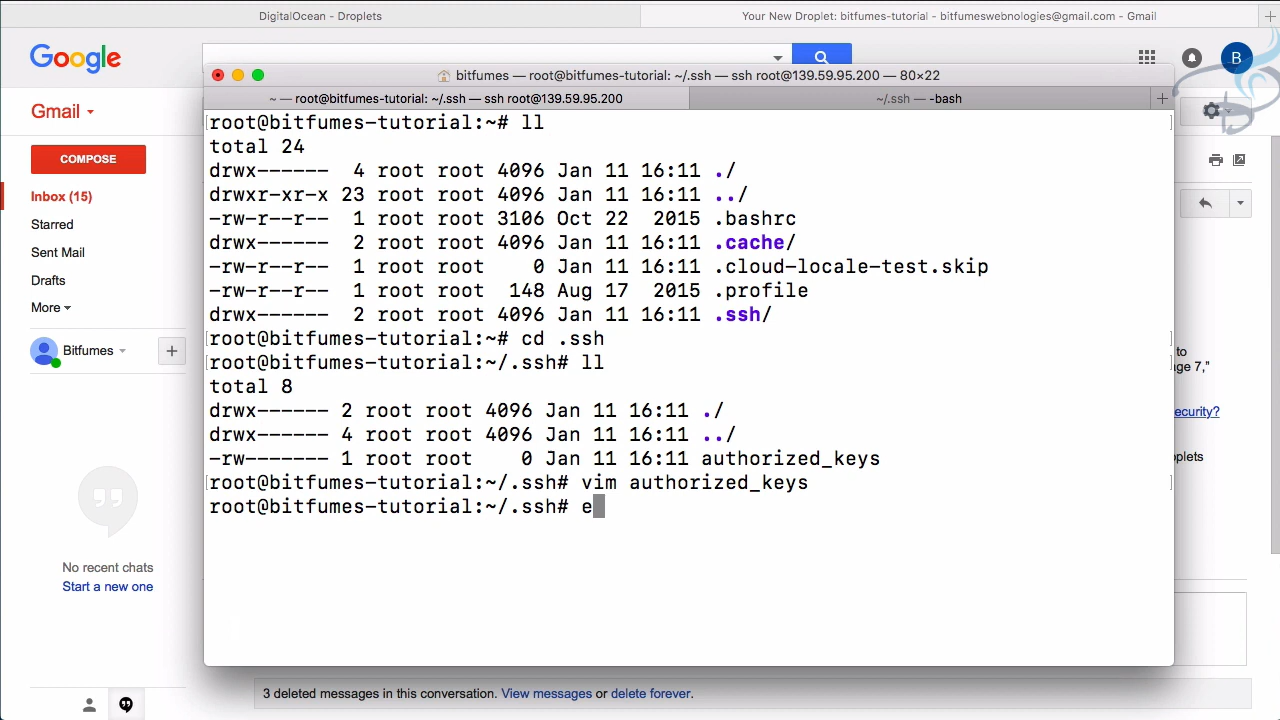 DigitalOcean - Droplets
Your New Droplet: bitfumes-tutorial - bitfumeswebnologies@gmail.com - Gmail
Google
B
bitfumes — root@bitfumes-tutorial: ~/.ssh — ssh root@139.59.95.200 — 80×22
~ — root@bitfumes-tutorial: ~/.ssh — ssh root@139.59.95.200
~/.ssh — -bash
Gmail
COMPOSE
Inbox (15)
Starred
Sent Mail
Drafts
More
Bitfumes
No recent chats
Start a new one
root@bitfumes-tutorial:~# ll
total 24
drwx------  4 root root 4096 Jan 11 16:11 ./
drwxr-xr-x 23 root root 4096 Jan 11 16:11 ../
-rw-r--r--  1 root root 3106 Oct 22  2015 .bashrc
drwx------  2 root root 4096 Jan 11 16:11 .cache/
-rw-r--r--  1 root root    0 Jan 11 16:11 .cloud-locale-test.skip
-rw-r--r--  1 root root  148 Aug 17  2015 .profile
drwx------  2 root root 4096 Jan 11 16:11 .ssh/
root@bitfumes-tutorial:~# cd .ssh
root@bitfumes-tutorial:~/.ssh# ll
total 8
drwx------ 2 root root 4096 Jan 11 16:11 ./
drwx------ 4 root root 4096 Jan 11 16:11 ../
-rw------- 1 root root    0 Jan 11 16:11 authorized_keys
root@bitfumes-tutorial:~/.ssh# vim authorized_keys
root@bitfumes-tutorial:~/.ssh# e
to
age 7,"
ecurity?
oplets
3 deleted messages in this conversation. View messages or delete forever.